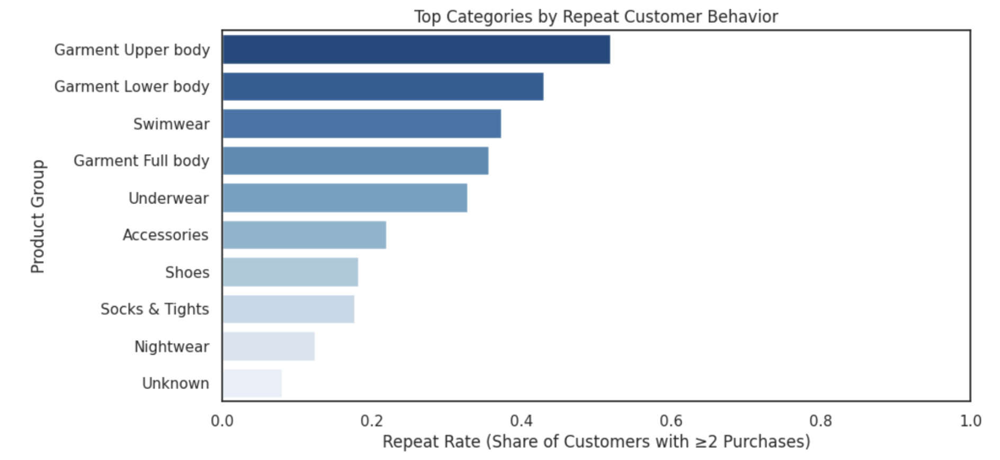 Top Categories by Repeat Customer Behavior
Product Group
Garment Upper body
Garment Lower body
Swimwear
Garment Full body
Underwear
Accessories
Shoes
Socks & Tights
Nightwear
Unknown
0.0 0.2 0.4 0.6 0.8 1.0
Repeat Rate (Share of Customers with ≥2 Purchases)